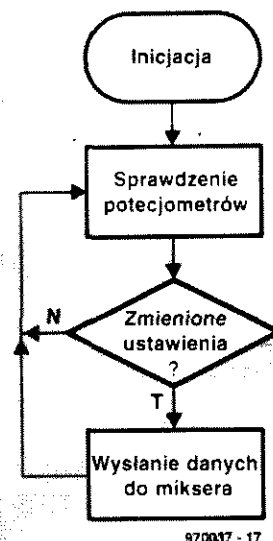 Inicjacja
Sprawdzenie
potecjometrów
Zmienione
ustawienia
?
N
T
Wysłanie danych
do miksera
970037 - 17